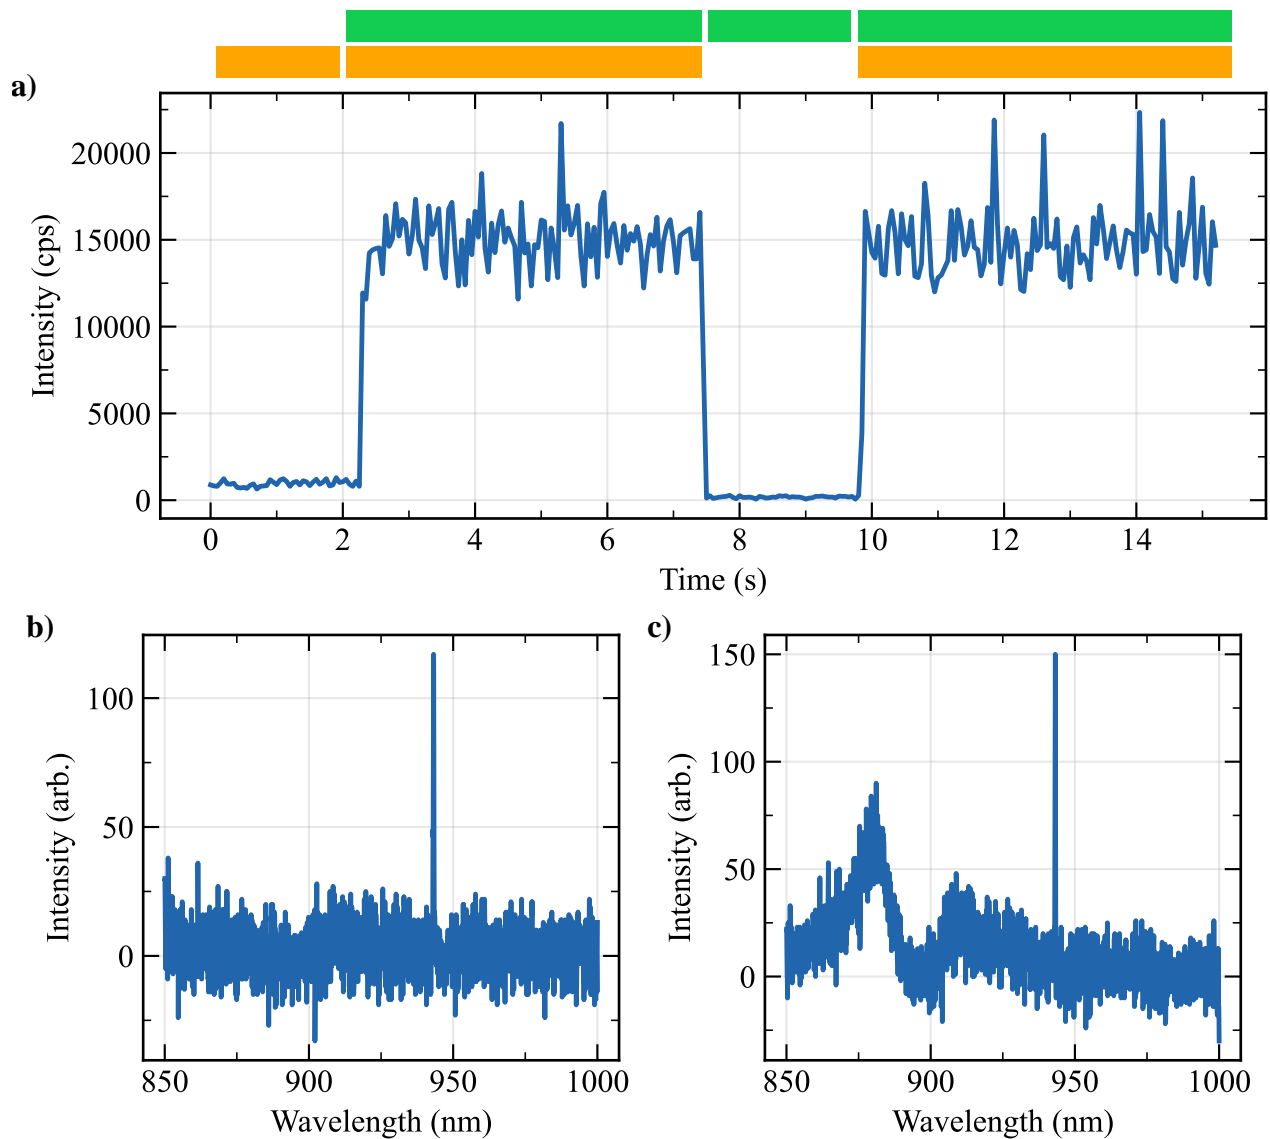 a)
Intensity (cps)
20000
15000
10000
5000
0
0 2 4 6 8 10 12 14
Time (s)
b)
Intensity (arb.)
100
50
0
850 900 950 1000
Wavelength (nm)
c)
Intensity (arb.)
150
100
50
0
850 900 950 1000
Wavelength (nm)